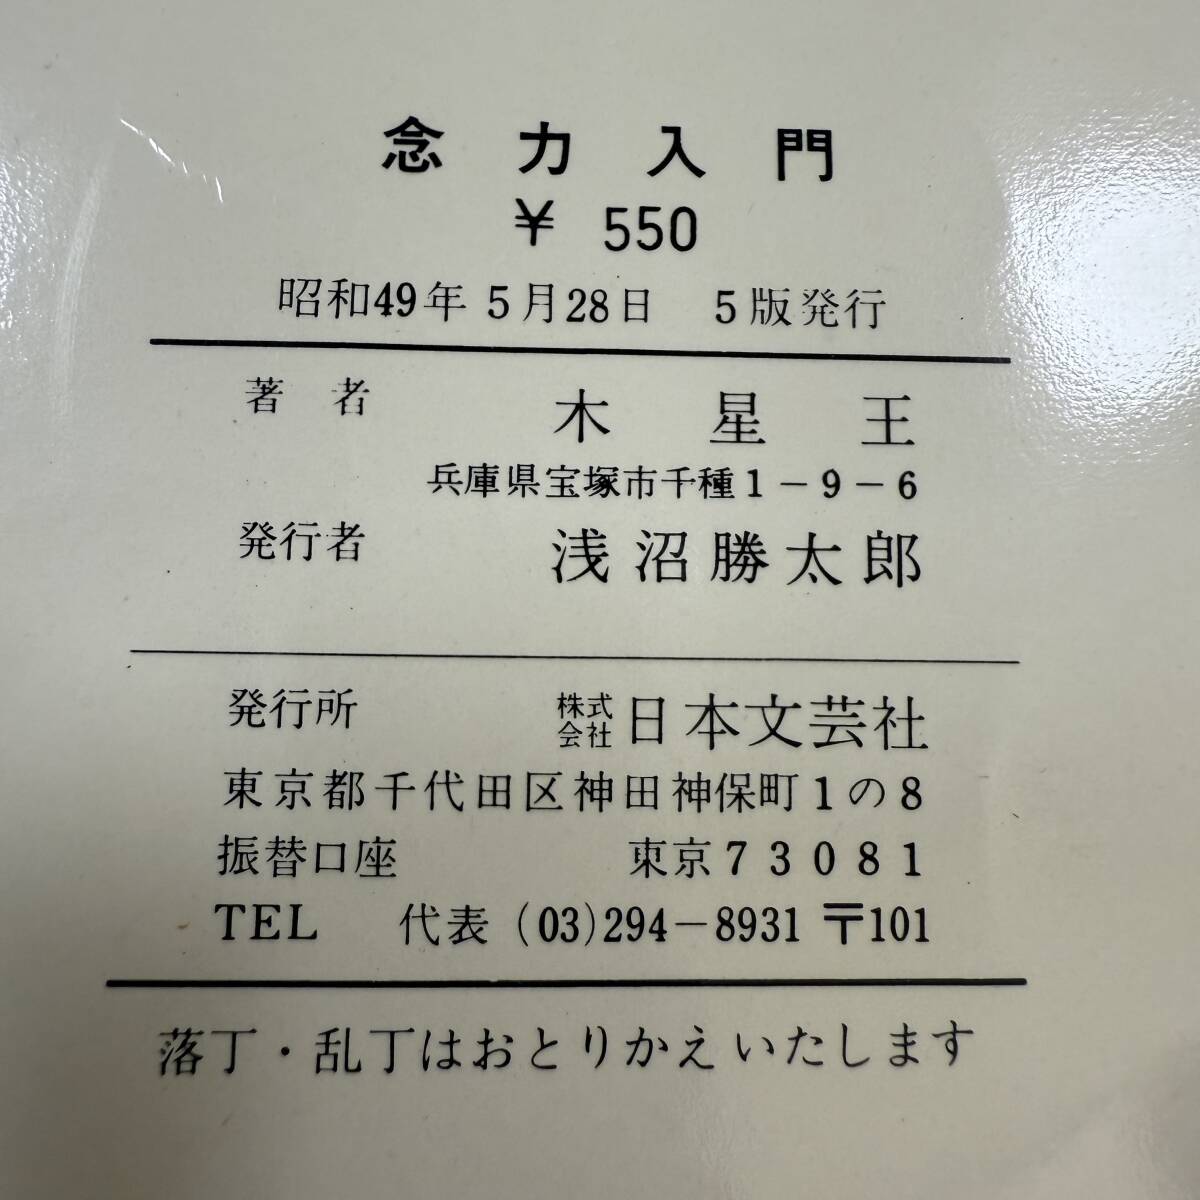 念力入門
¥ 550
昭和49年5月28日 5版発行
著者 木星王
兵庫県宝塚市千種1-9-6
発行者 浅沼勝太郎
発行所 株式会社 日本文芸社
東京都千代田区神田神保町1の8
振替口座 東京73081
TEL 代表 (03)294-8931 〒101
落丁・乱丁はおとりかえいたします